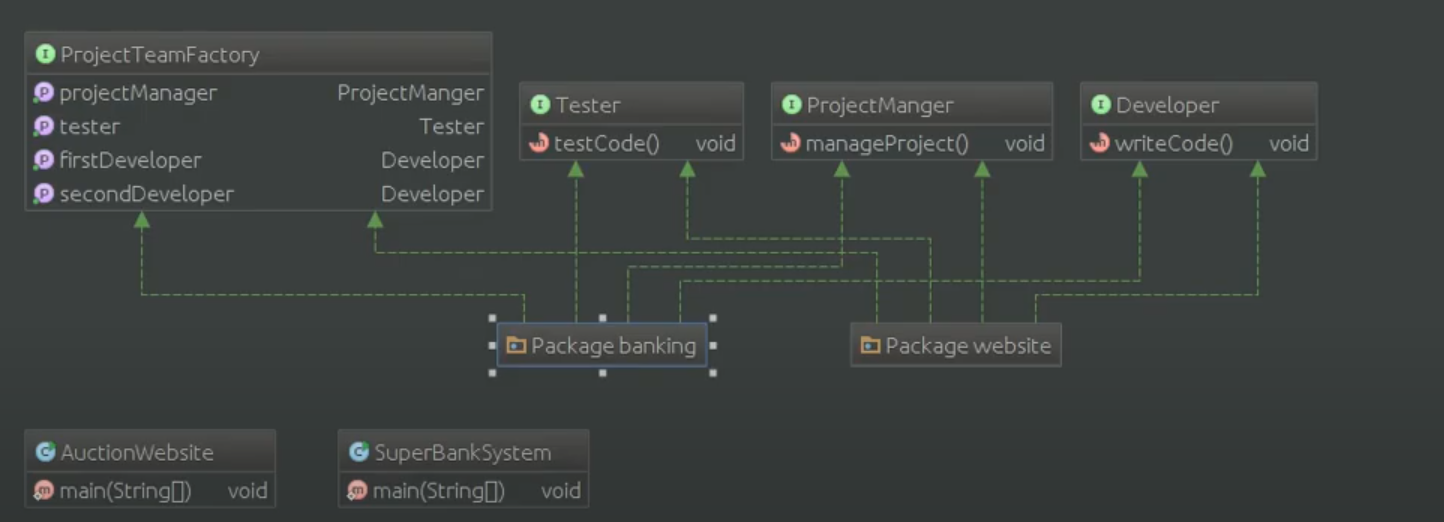 ProjectTeamFactory
projectManager ProjectManger
tester Tester
firstDeveloper Developer
secondDeveloper Developer
Tester
testCode() void
ProjectManger
manageProject() void
Developer
writeCode() void
Package banking
Package website
AuctionWebsite
main(String[]) void
SuperBankSystem
main(String[]) void